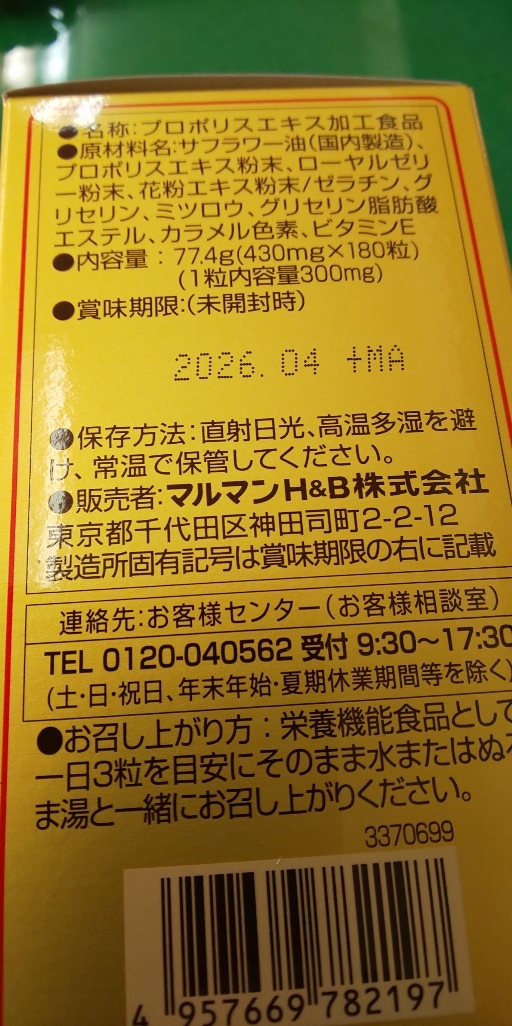 ●名称:プロポリスエキス加工食品
●原材料名:サフラワー油(国内製造)、
プロポリスエキス粉末、ローヤルゼリ
ー粉末、花粉エキス粉末/ゼラチン、グ
リセリン、ミツロウ、グリセリン脂肪酸
エステル、カラメル色素、ビタミンE
●内容量:77.4g(430mg×180粒)
(1粒内容量300mg)
●賞味期限:(未開封時)
2026.04 +MA
●保存方法:直射日光、高温多湿を避
け、常温で保管してください。
●販売者:マルマンH&B株式会社
東京都千代田区神田司町2-2-12
製造所固有記号は賞味期限の右に記載
連絡先:お客様センター(お客様相談室)
TEL 0120-040562 受付 9:30〜17:30
(土・日・祝日、年末年始・夏期休業期間等を除く)
●お召し上がり方:栄養機能食品として
一日3粒を目安にそのまま水またはぬる
ま湯と一緒にお召し上がりください。
3370699
4 957669 782197